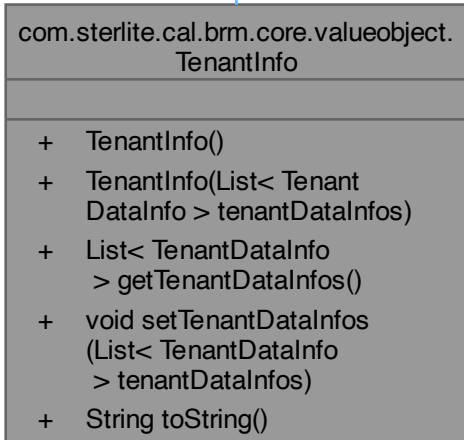 com.sterlite.cal.brm.core.valueobject.
TenantInfo
+ TenantInfo()
+ TenantInfo(List< Tenant
DataInfo > tenantDataInfos)
+ List< TenantDataInfo
> getTenantDataInfos()
+ void setTenantDataInfos
(List< TenantDataInfo
> tenantDataInfos)
+ String toString()